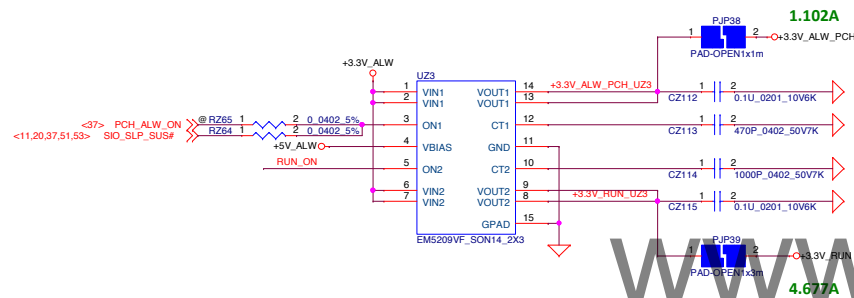 1.102A
PJP38
1 2 +3.3V_ALW_PCH
PAD-OPEN1x1m
+3.3V_ALW
UZ3
1 VIN1 VOUT1 14 +3.3V_ALW_PCH_UZ3
2 VIN1 VOUT1 13
CZ112 1 2 0.1U_0201_10V6K
<37> PCH_ALW_ON @ RZ65 1 2 0_0402_5%
<11,20,37,51,53> SIO_SLP_SUS# RZ64 1 2 0_0402_5%
3 ON1 CT1 12
CZ113 1 2 470P_0402_50V7K
+5V_ALW 4 VBIAS GND 11
RUN_ON 5 ON2 CT2 10
CZ114 1 2 1000P_0402_50V7K
6 VIN2 VOUT2 9
7 VIN2 VOUT2 8 +3.3V_RUN_UZ3
CZ115 1 2 0.1U_0201_10V6K
GPAD 15
EM5209VF_SON14_2X3
PJP39
1 2 +3.3V_RUN
PAD-OPEN1x3m
4.677A
WWW